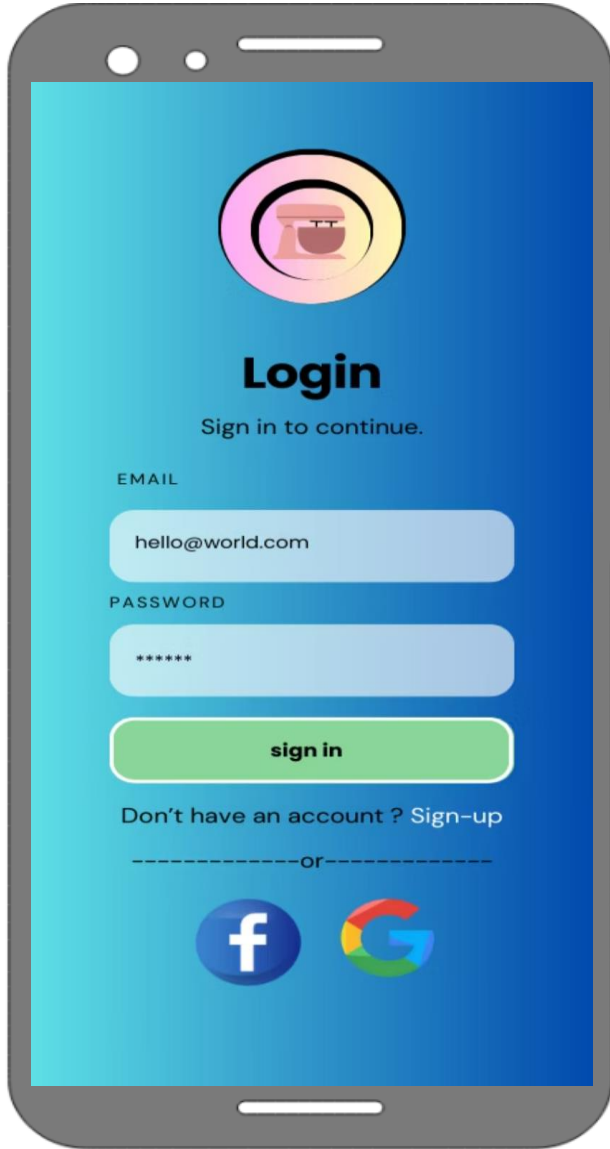 Login
Sign in to continue.
EMAIL
hello@world.com
PASSWORD
******
sign in
Don't have an account ? Sign-up
-------------or-------------
f
G